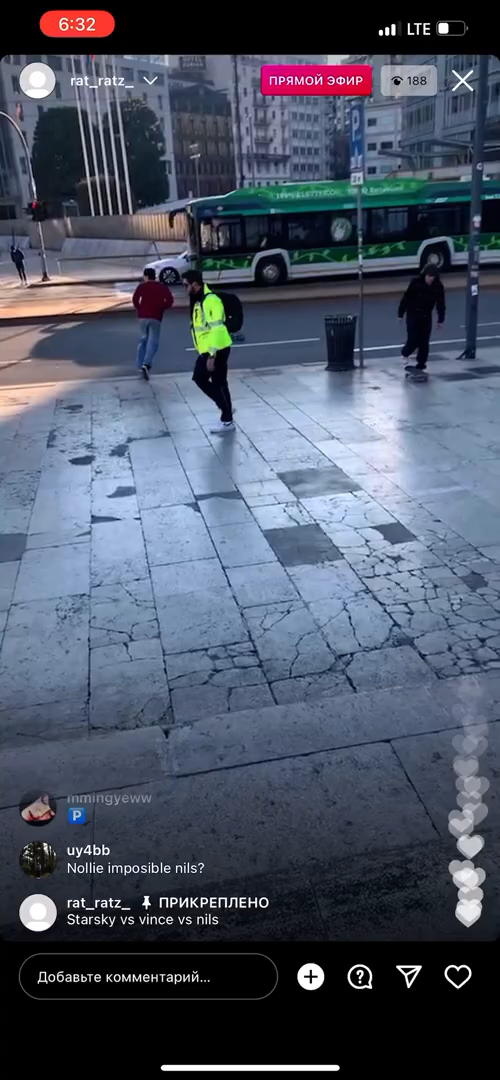 6:32
LTE
rat_ratz_
ПРЯМОЙ ЭФИР
188
P
mmingyeww
P
uy4bb
Nollie imposible nils?
rat_ratz_ ПРИКРЕПЛЕНО
Starsky vs vince vs nils
Добавьте комментарий...